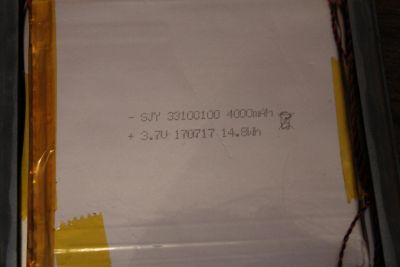 - SJY 33100100 4000mAh
+ 3.7V 170717 14.8Wh